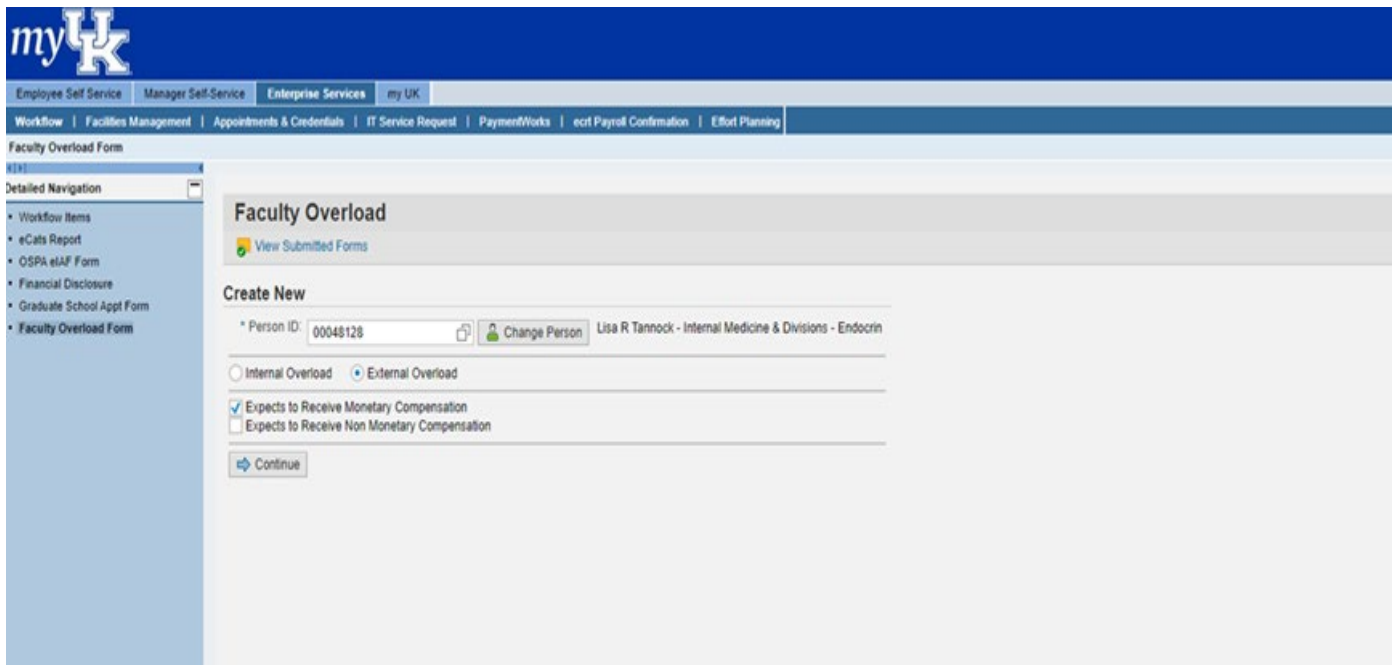 my UK
Employee Self Service Manager Self-Service Enterprise Services my UK
Workflow | Facilities Management | Appointments & Credentials | IT Service Request | PaymentWorks | ecrt Payroll Confirmation | Effort Planning
Faculty Overload Form
Detailed Navigation
• Workflow Items
• eCats Report
• OSPA eIAF Form
• Financial Disclosure
• Graduate School Appt Form
• Faculty Overload Form
Faculty Overload
View Submitted Forms
Create New
* Person ID: 00048128 Change Person Lisa R Tannock - Internal Medicine & Divisions - Endocrin
Internal Overload External Overload
Expects to Receive Monetary Compensation
Expects to Receive Non Monetary Compensation
Continue